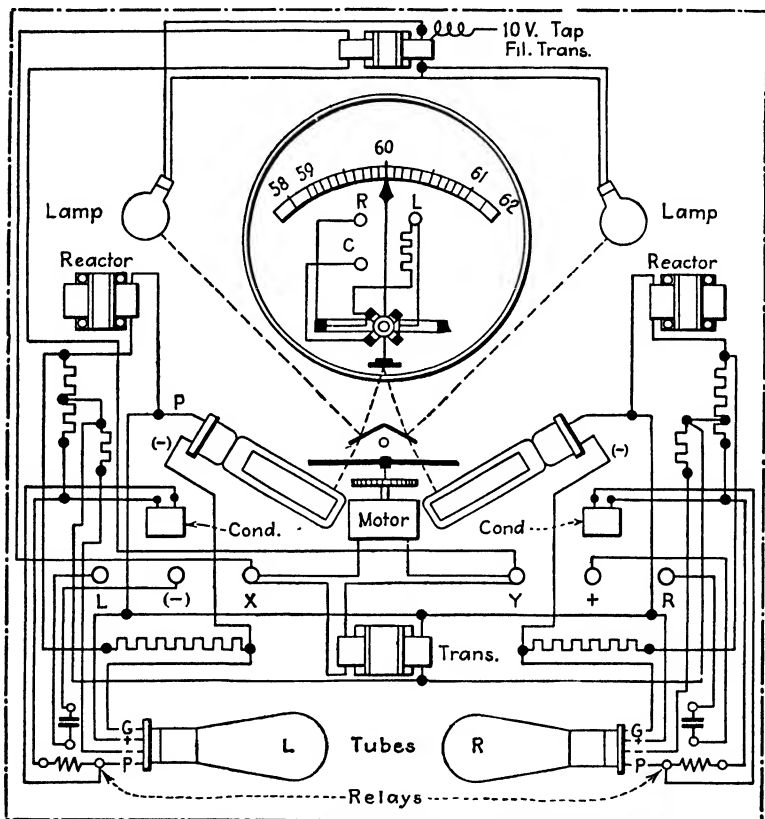 10 V. Tap
Fil. Trans.
58 59 60 61 62
Lamp
R L
Lamp
C
Reactor
Reactor
P
(-)
(-)
Cond.
Motor
Cond
L (-) X Y + R
Trans.
G
+
-
P
L Tubes R
G
+
-
P
Relays